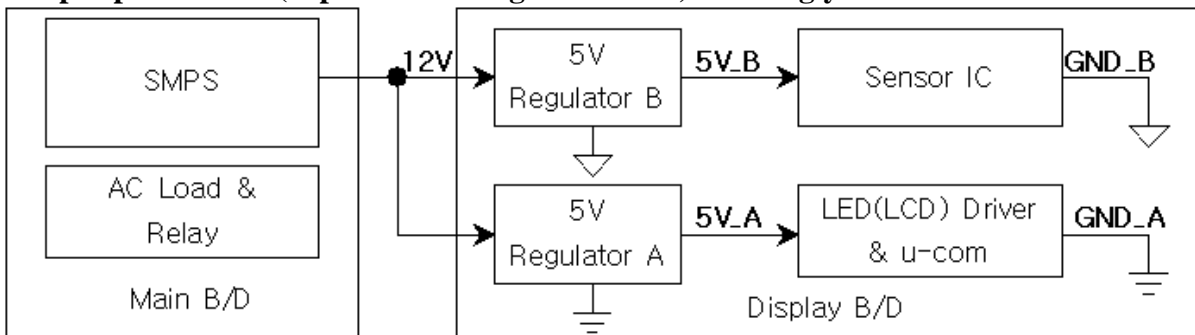 SMPS
AC Load &
Relay
Main B/D
12V
5V
Regulator B
5V_B
Sensor IC
GND_B
5V
Regulator A
5V_A
LED(LCD) Driver
& u-com
GND_A
Display B/D